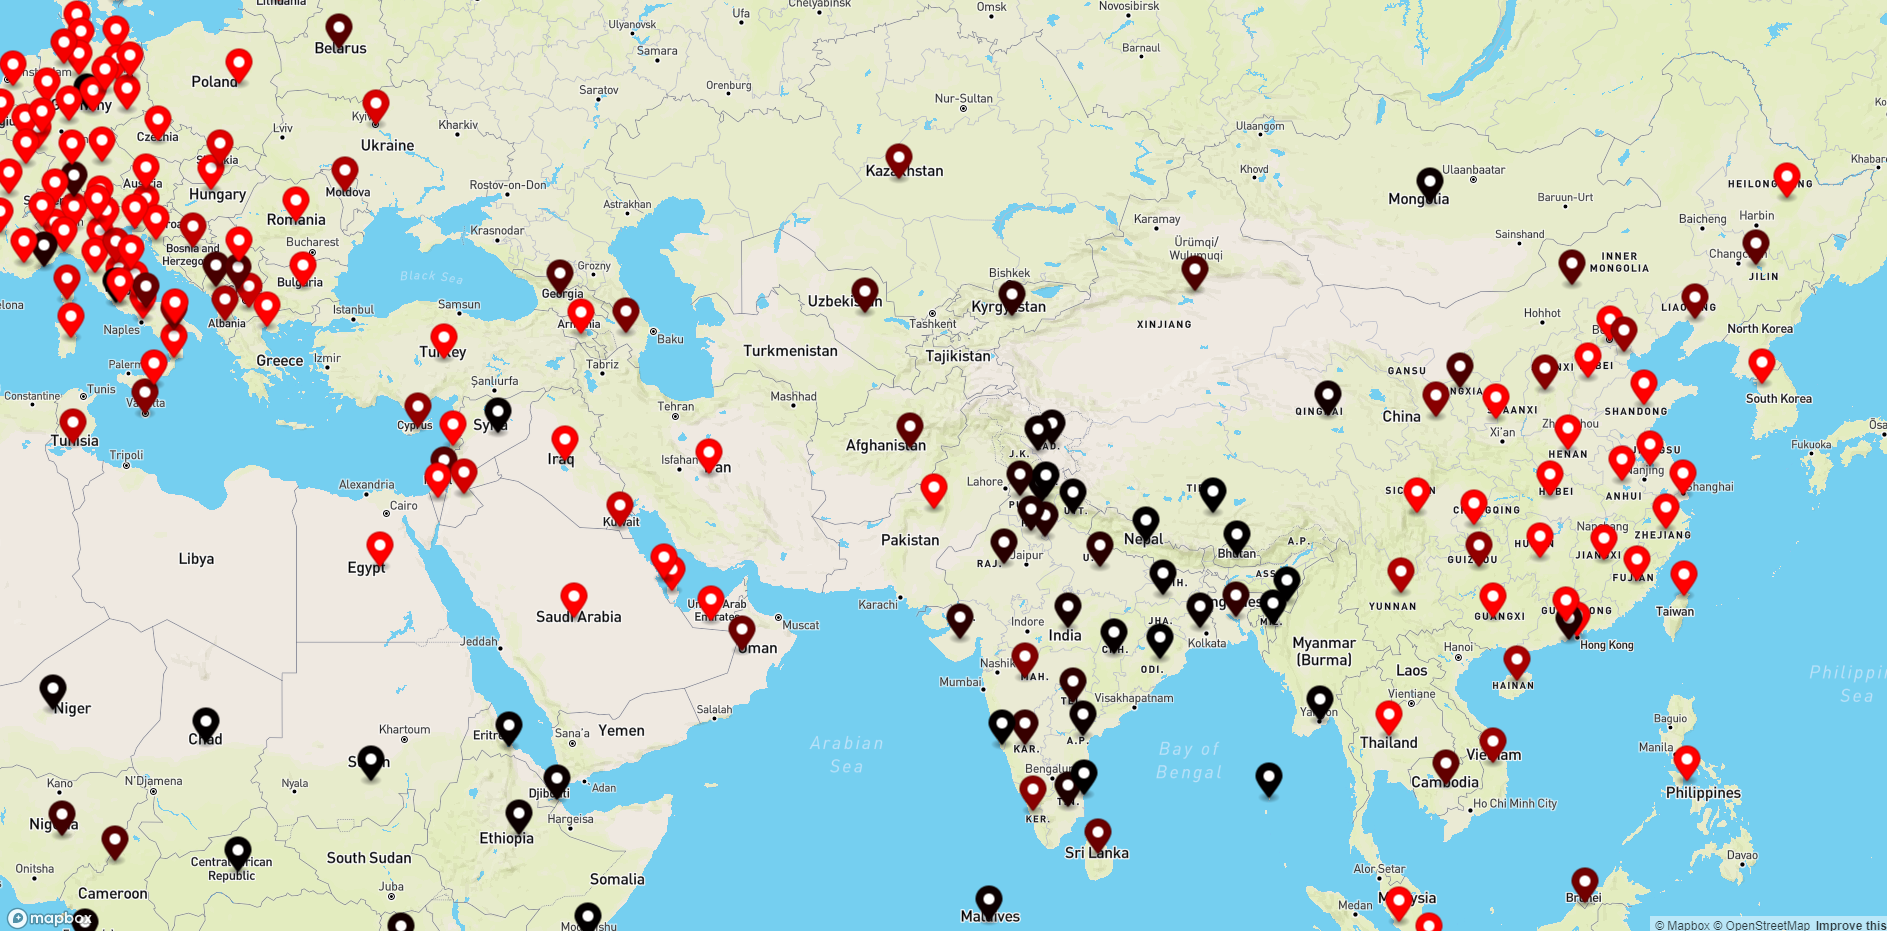 Lithuania
Ufa
Chelyabinsk
Omsk
Novosibirsk
Ulyanovsk
Samara
Barnaul
Belarus
Poland
Saratov
Orenburg
Nur-Sultan
Kyiv
Lviv
Kharkiv
Ulaangom
Czechia
Ukraine
Kazakhstan
Khovd
Ulaanbaatar
Mongolia
Baruun-Urt
HEILONGJIANG
Khabarovsk
Hungary
Moldova
Rostov-on-Don
Astrakhan
Romania
Krasnodar
Karamay
Baicheng
Harbin
Bucharest
Bosnia and
Herzegovina
Grozny
Ürümqi/
Wulumuqi
Sainshand
Changchun
INNER
MONGOLIA
JILIN
Black Sea
Bulgaria
Georgia
Bishkek
Kyrgyzstan
Uzbekistan
Samsun
Istanbul
Albania
Armenia
Baku
Tashkent
XINJIANG
Hohhot
LIAONING
North Korea
Naples
Greece
Izmir
Turkey
Tabriz
Turkmenistan
Tajikistan
GANSU
Palermo
Tunis
Constantine
Şanlıurfa
Mashhad
Tehran
China
QINGHAI
SHAANXI
SHANDONG
South Korea
Valletta
Tunisia
Cyprus
Syria
Afghanistan
Xi'an
Zhengzhou
HENAN
Fukuoka
Tripoli
Iraq
Isfahan
Iran
J.K.
Lahore
SICHUAN
HUBEI
ANHUI
Nanjing
JIANGSU
Shanghai
Alexandria
Cairo
Kuwait
CHONGQING
Nanchang
ZHEJIANG
Libya
Egypt
Pakistan
Nepal
Bhutan
A.P.
Jaipur
RAJ.
GUIZHOU
HUNAN
JIANGXI
FUJIAN
Karachi
United Arab
Emirates
Saudi Arabia
Muscat
Oman
Indore
India
JHA.
Kolkata
MIZ.
YUNNAN
GUANGXI
GUANGDONG
Taiwan
Hong Kong
Jeddah
Nashik
MAH.
ODI.
Myanmar
(Burma)
Hanoi
Laos
Mumbai
Visakhapatnam
Vientiane
HAINAN
Philippine
Sea
Niger
Salalah
Yangon
Baguio
Chad
Khartoum
Eritrea
Sana'a
Yemen
Arabian
Sea
KAR.
A.P.
Bay of
Bengal
Thailand
Vietnam
Manila
Sudan
Kano
N'Djamena
Nyala
Djibouti
Adan
Bengaluru
T.N.
Cambodia
Philippines
Nigeria
Ethiopia
Hargeisa
KER.
Ho Chi Minh City
Central African
Republic
South Sudan
Sri Lanka
Davao
Onitsha
Cameroon
Juba
Somalia
Alor Setar
Malaysia
Brunei
Medan
Maldives
Mogadishu
mapbox
© Mapbox © OpenStreetMap Improve this